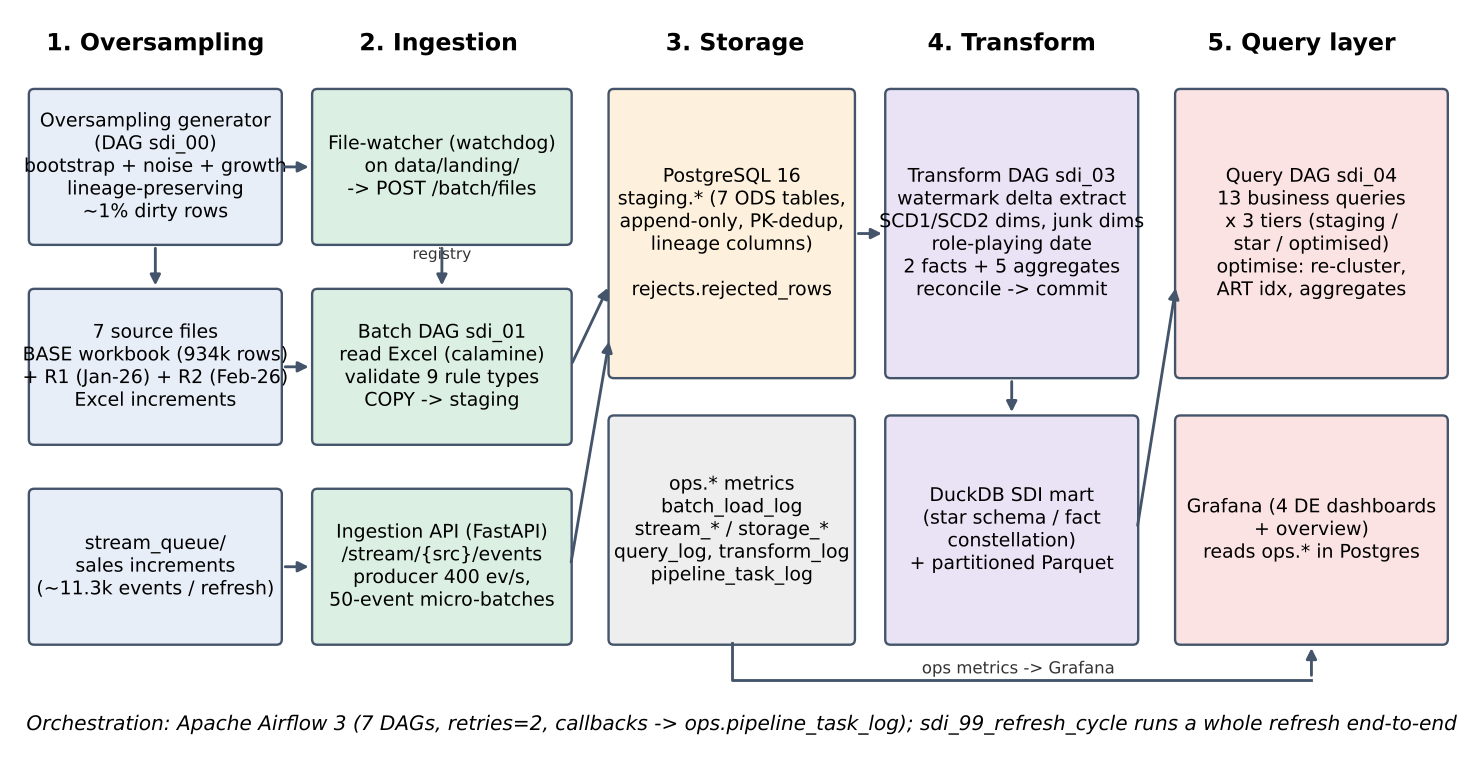 1. Oversampling
2. Ingestion
3. Storage
4. Transform
5. Query layer
Oversampling generator
(DAG sdi_00)
bootstrap + noise + growth
lineage-preserving
~1% dirty rows
7 source files
BASE workbook (934k rows)
+ R1 (Jan-26) + R2 (Feb-26)
Excel increments
stream_queue/
sales increments
(~11.3k events / refresh)
File-watcher (watchdog)
on data/landing/
-> POST /batch/files
registry
Batch DAG sdi_01
read Excel (calamine)
validate 9 rule types
COPY -> staging
Ingestion API (FastAPI)
/stream/{src}/events
producer 400 ev/s,
50-event micro-batches
PostgreSQL 16
staging.* (7 ODS tables,
append-only, PK-dedup,
lineage columns)
rejects.rejected_rows
ops.* metrics
batch_load_log
stream_* / storage_*
query_log, transform_log
pipeline_task_log
Transform DAG sdi_03
watermark delta extract
SCD1/SCD2 dims, junk dims
role-playing date
2 facts + 5 aggregates
reconcile -> commit
DuckDB SDI mart
(star schema / fact
constellation)
+ partitioned Parquet
Query DAG sdi_04
13 business queries
x 3 tiers (staging /
star / optimised)
optimise: re-cluster,
ART idx, aggregates
Grafana (4 DE dashboards
+ overview)
reads ops.* in Postgres
ops metrics -> Grafana
Orchestration: Apache Airflow 3 (7 DAGs, retries=2, callbacks -> ops.pipeline_task_log); sdi_99_refresh_cycle runs a whole refresh end-to-end